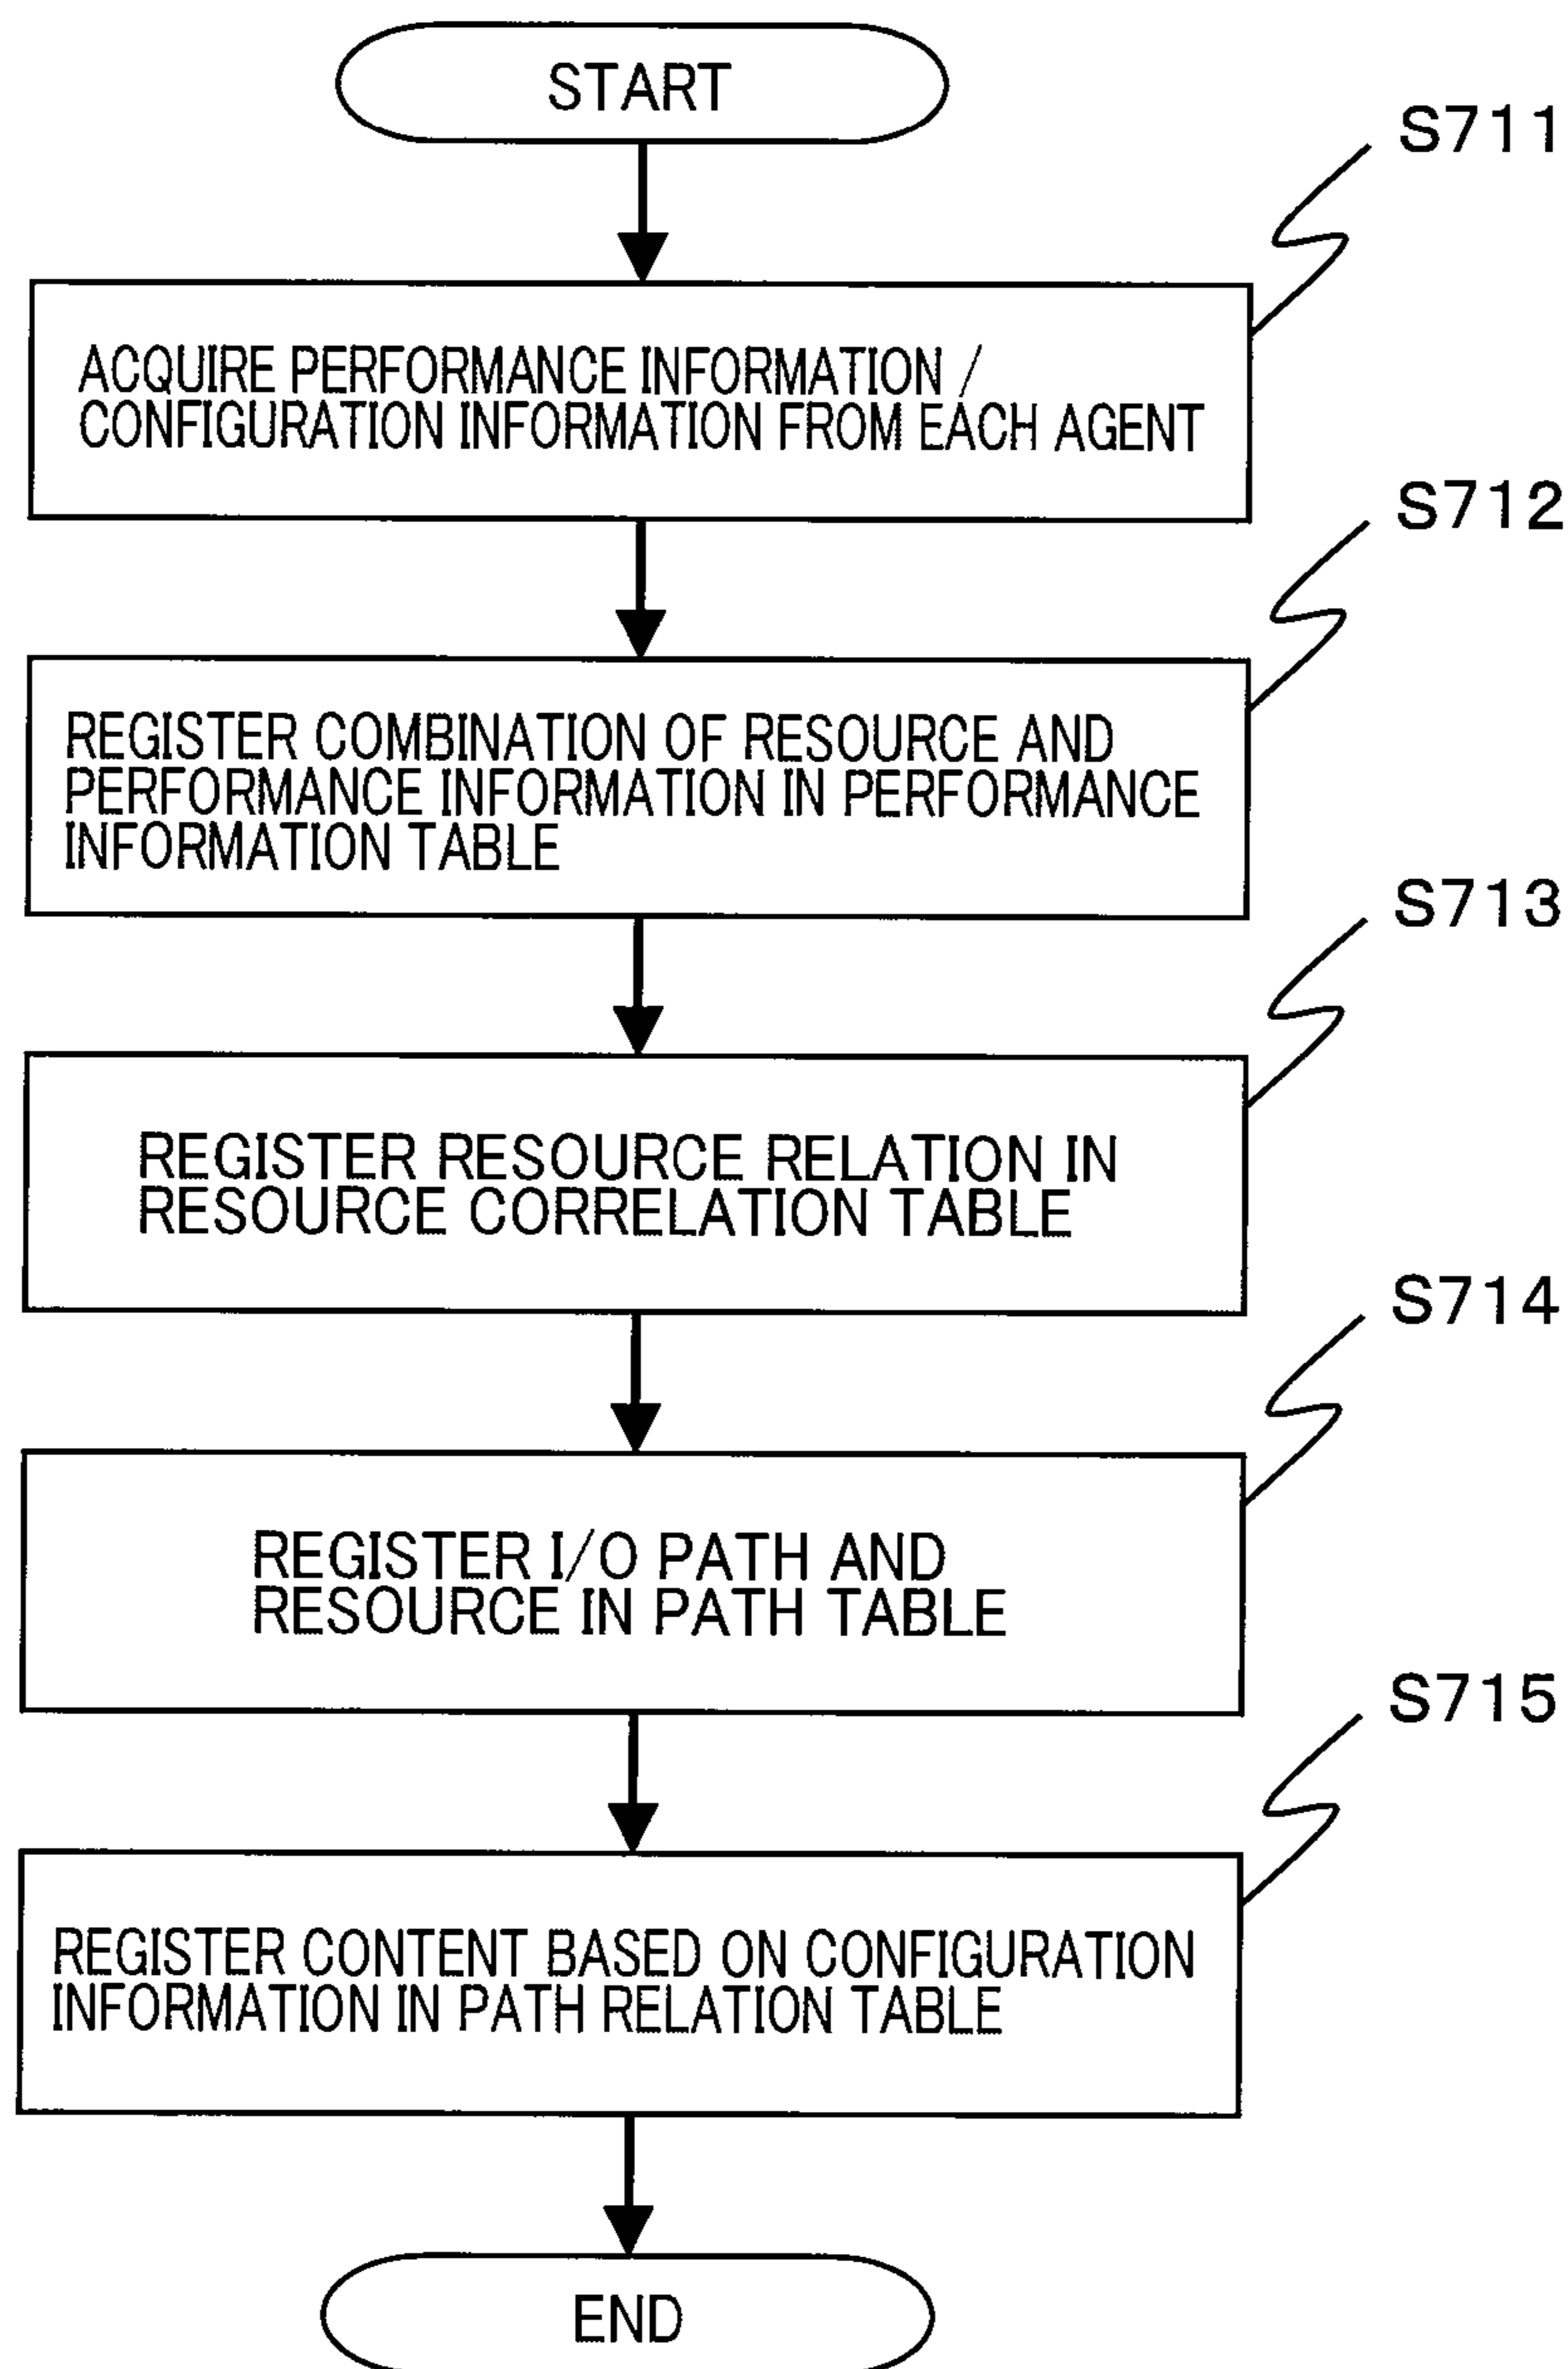 START
S711
ACQUIRE PERFORMANCE INFORMATION /
CONFIGURATION INFORMATION FROM EACH AGENT
S712
REGISTER COMBINATION OF RESOURCE AND
PERFORMANCE INFORMATION IN PERFORMANCE
INFORMATION TABLE
S713
REGISTER RESOURCE RELATION IN
RESOURCE CORRELATION TABLE
S714
REGISTER I/O PATH AND
RESOURCE IN PATH TABLE
S715
REGISTER CONTENT BASED ON CONFIGURATION
INFORMATION IN PATH RELATION TABLE
END